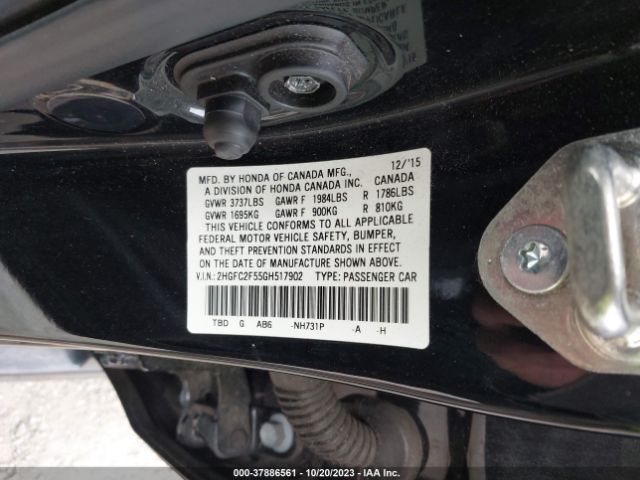 MFD. BY HONDA OF CANADA MFG., 12/'15
A DIVISION OF HONDA CANADA INC. CANADA
GVWR 3737LBS GAWR F 1984LBS R 1786LBS
GVWR 1695KG GAWR F 900KG R 810KG
THIS VEHICLE CONFORMS TO ALL APPLICABLE
FEDERAL MOTOR VEHICLE SAFETY, BUMPER,
AND THEFT PREVENTION STANDARDS IN EFFECT
ON THE DATE OF MANUFACTURE SHOWN ABOVE.
V.I.N.: 2HGFC2F55GH517902 TYPE: PASSENGER CAR
TBD G AB6 -NH731P -A -H
000-37886561 | 10/20/2023 | IAA Inc.